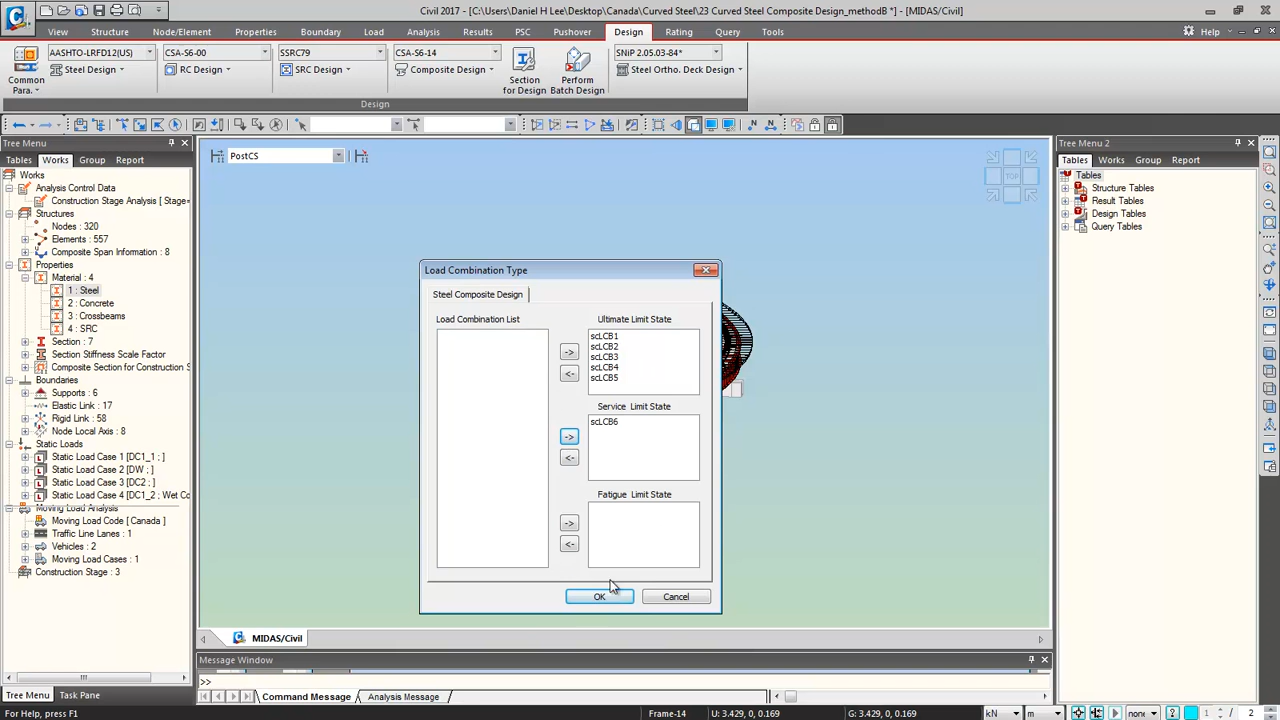 Civil 2017 - [C:\Users\Daniel H Lee\Desktop\Canada\Curved Steel\23 Curved Steel Composite Design_methodB *] - [MIDAS/Civil]
View Structure Node/Element Properties Boundary Load Analysis Results PSC Pushover Design Rating Query Tools Help
AASHTO-LRFD12(US) CSA-S6-00 SSRC79 CSA-S6-14 SNiP 2.05.03-84*
Steel Design RC Design SRC Design Composite Design Steel Ortho. Deck Design
Common Para.
Section for Design
Perform Batch Design
Design
Tree Menu
Tables Works Group Report
Works
Analysis Control Data
Construction Stage Analysis [ Stage=
Structures
Nodes : 320
Elements : 557
Composite Span Information : 8
Properties
Material : 4
1 : Steel
2 : Concrete
3 : Crossbeams
4 : SRC
Section : 7
Section Stiffness Scale Factor
Composite Section for Construction S
Boundaries
Supports : 6
Elastic Link : 17
Rigid Link : 58
Node Local Axis : 8
Static Loads
Static Load Case 1 [DC1_1 ; ]
Static Load Case 2 [DW ; ]
Static Load Case 3 [DC2 ; ]
Static Load Case 4 [DC1_2 ; Wet Co
Moving Load Analysis
Moving Load Code [ Canada ]
Traffic Line Lanes : 1
Vehicles : 2
Moving Load Cases : 1
Construction Stage : 3
Tree Menu Task Pane
PostCS
TOP
Load Combination Type
Steel Composite Design
Load Combination List
Ultimate Limit State
scLCB1
scLCB2
scLCB3
scLCB4
scLCB5
->
<-
Service Limit State
scLCB6
->
<-
Fatigue Limit State
->
<-
OK Cancel
MIDAS/Civil
Message Window
>>
Command Message Analysis Message
Tree Menu 2
Tables Works Group Report
Tables
Structure Tables
Result Tables
Design Tables
Query Tables
For Help, press F1
Frame-14 U: 3.429, 0, 0.169 G: 3.429, 0, 0.169 kN m none 1 / 2